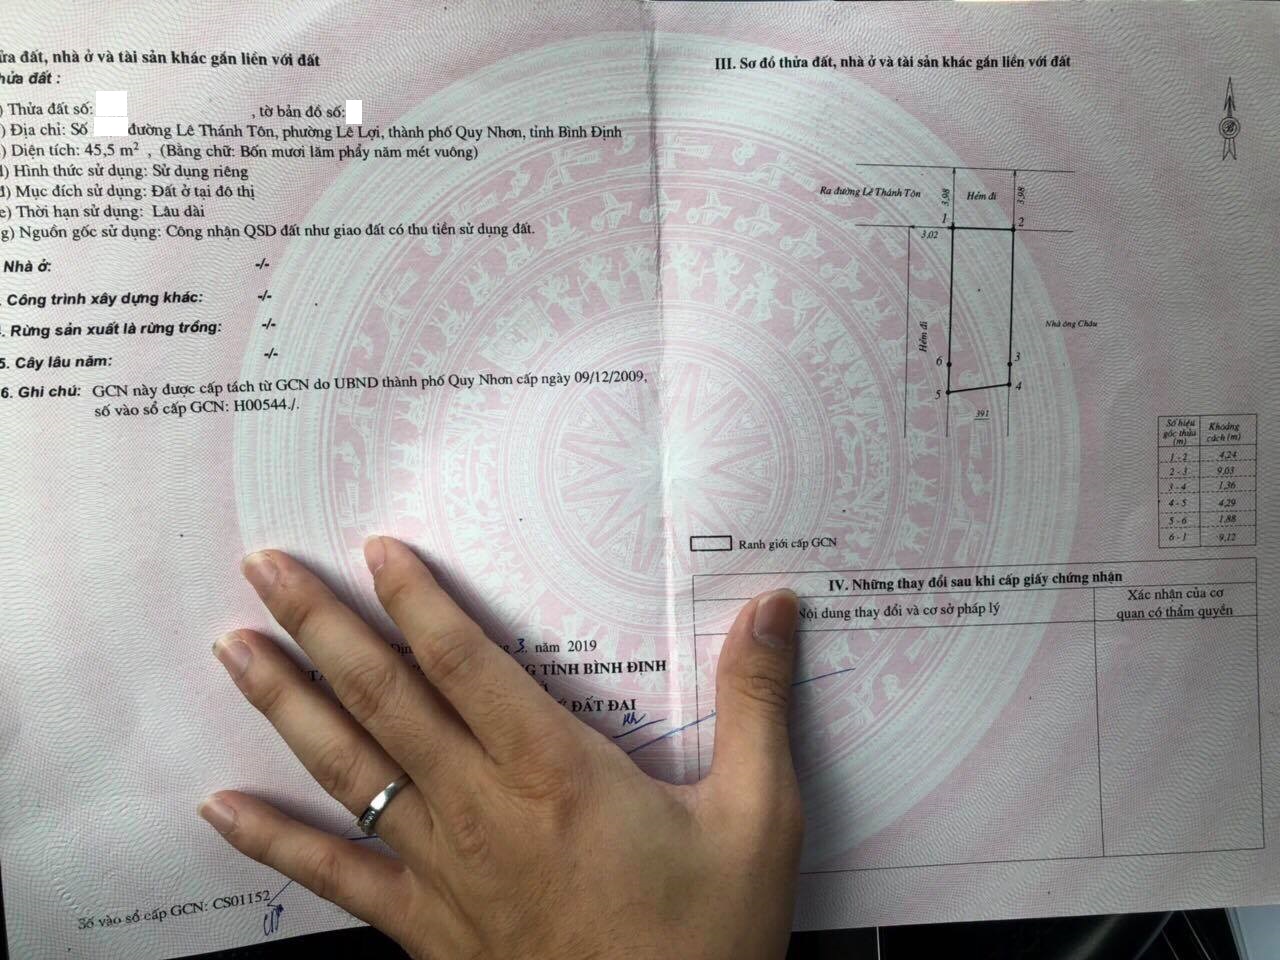 ửa đất, nhà ở và tài sản khác gắn liền với đất
hửa đất :
) Thửa đất số: , tờ bản đồ số:
) Địa chỉ: Số đường Lê Thánh Tôn, phường Lê Lợi, thành phố Quy Nhơn, tỉnh Bình Định
) Diện tích: 45,5 m² , (Bằng chữ: Bốn mươi lăm phẩy năm mét vuông)
d) Hình thức sử dụng: Sử dụng riêng
đ) Mục đích sử dụng: Đất ở tại đô thị
e) Thời hạn sử dụng: Lâu dài
g) Nguồn gốc sử dụng: Công nhận QSD đất như giao đất có thu tiền sử dụng đất.
Nhà ở: -/-
. Công trình xây dựng khác: -/-
. Rừng sản xuất là rừng trồng: -/-
5. Cây lâu năm: -/-
6. Ghi chú: GCN này được cấp tách từ GCN do UBND thành phố Quy Nhơn cấp ngày 09/12/2009,
số vào sổ cấp GCN: H00544./.
3 năm 2019
G TỈNH BÌNH ĐỊNH
ĐẤT ĐAI
Số vào sổ cấp GCN: CS01152
III. Sơ đồ thửa đất, nhà ở và tài sản khác gắn liền với đất
B
Ra đường Lê Thánh Tôn
3,98
Hẻm đi
3,98
1
2
3,02
Hẻm đi
Nhà ông Châu
6
3
5
4
391
Số hiệu góc thửa (m) Khoảng cách (m)
1 - 2 4,24
2 - 3 9,03
3 - 4 1,36
4 - 5 4,29
5 - 6 1,88
6 - 1 9,12
Ranh giới cấp GCN
IV. Những thay đổi sau khi cấp giấy chứng nhận
Nội dung thay đổi và cơ sở pháp lý
Xác nhận của cơ
quan có thẩm quyền